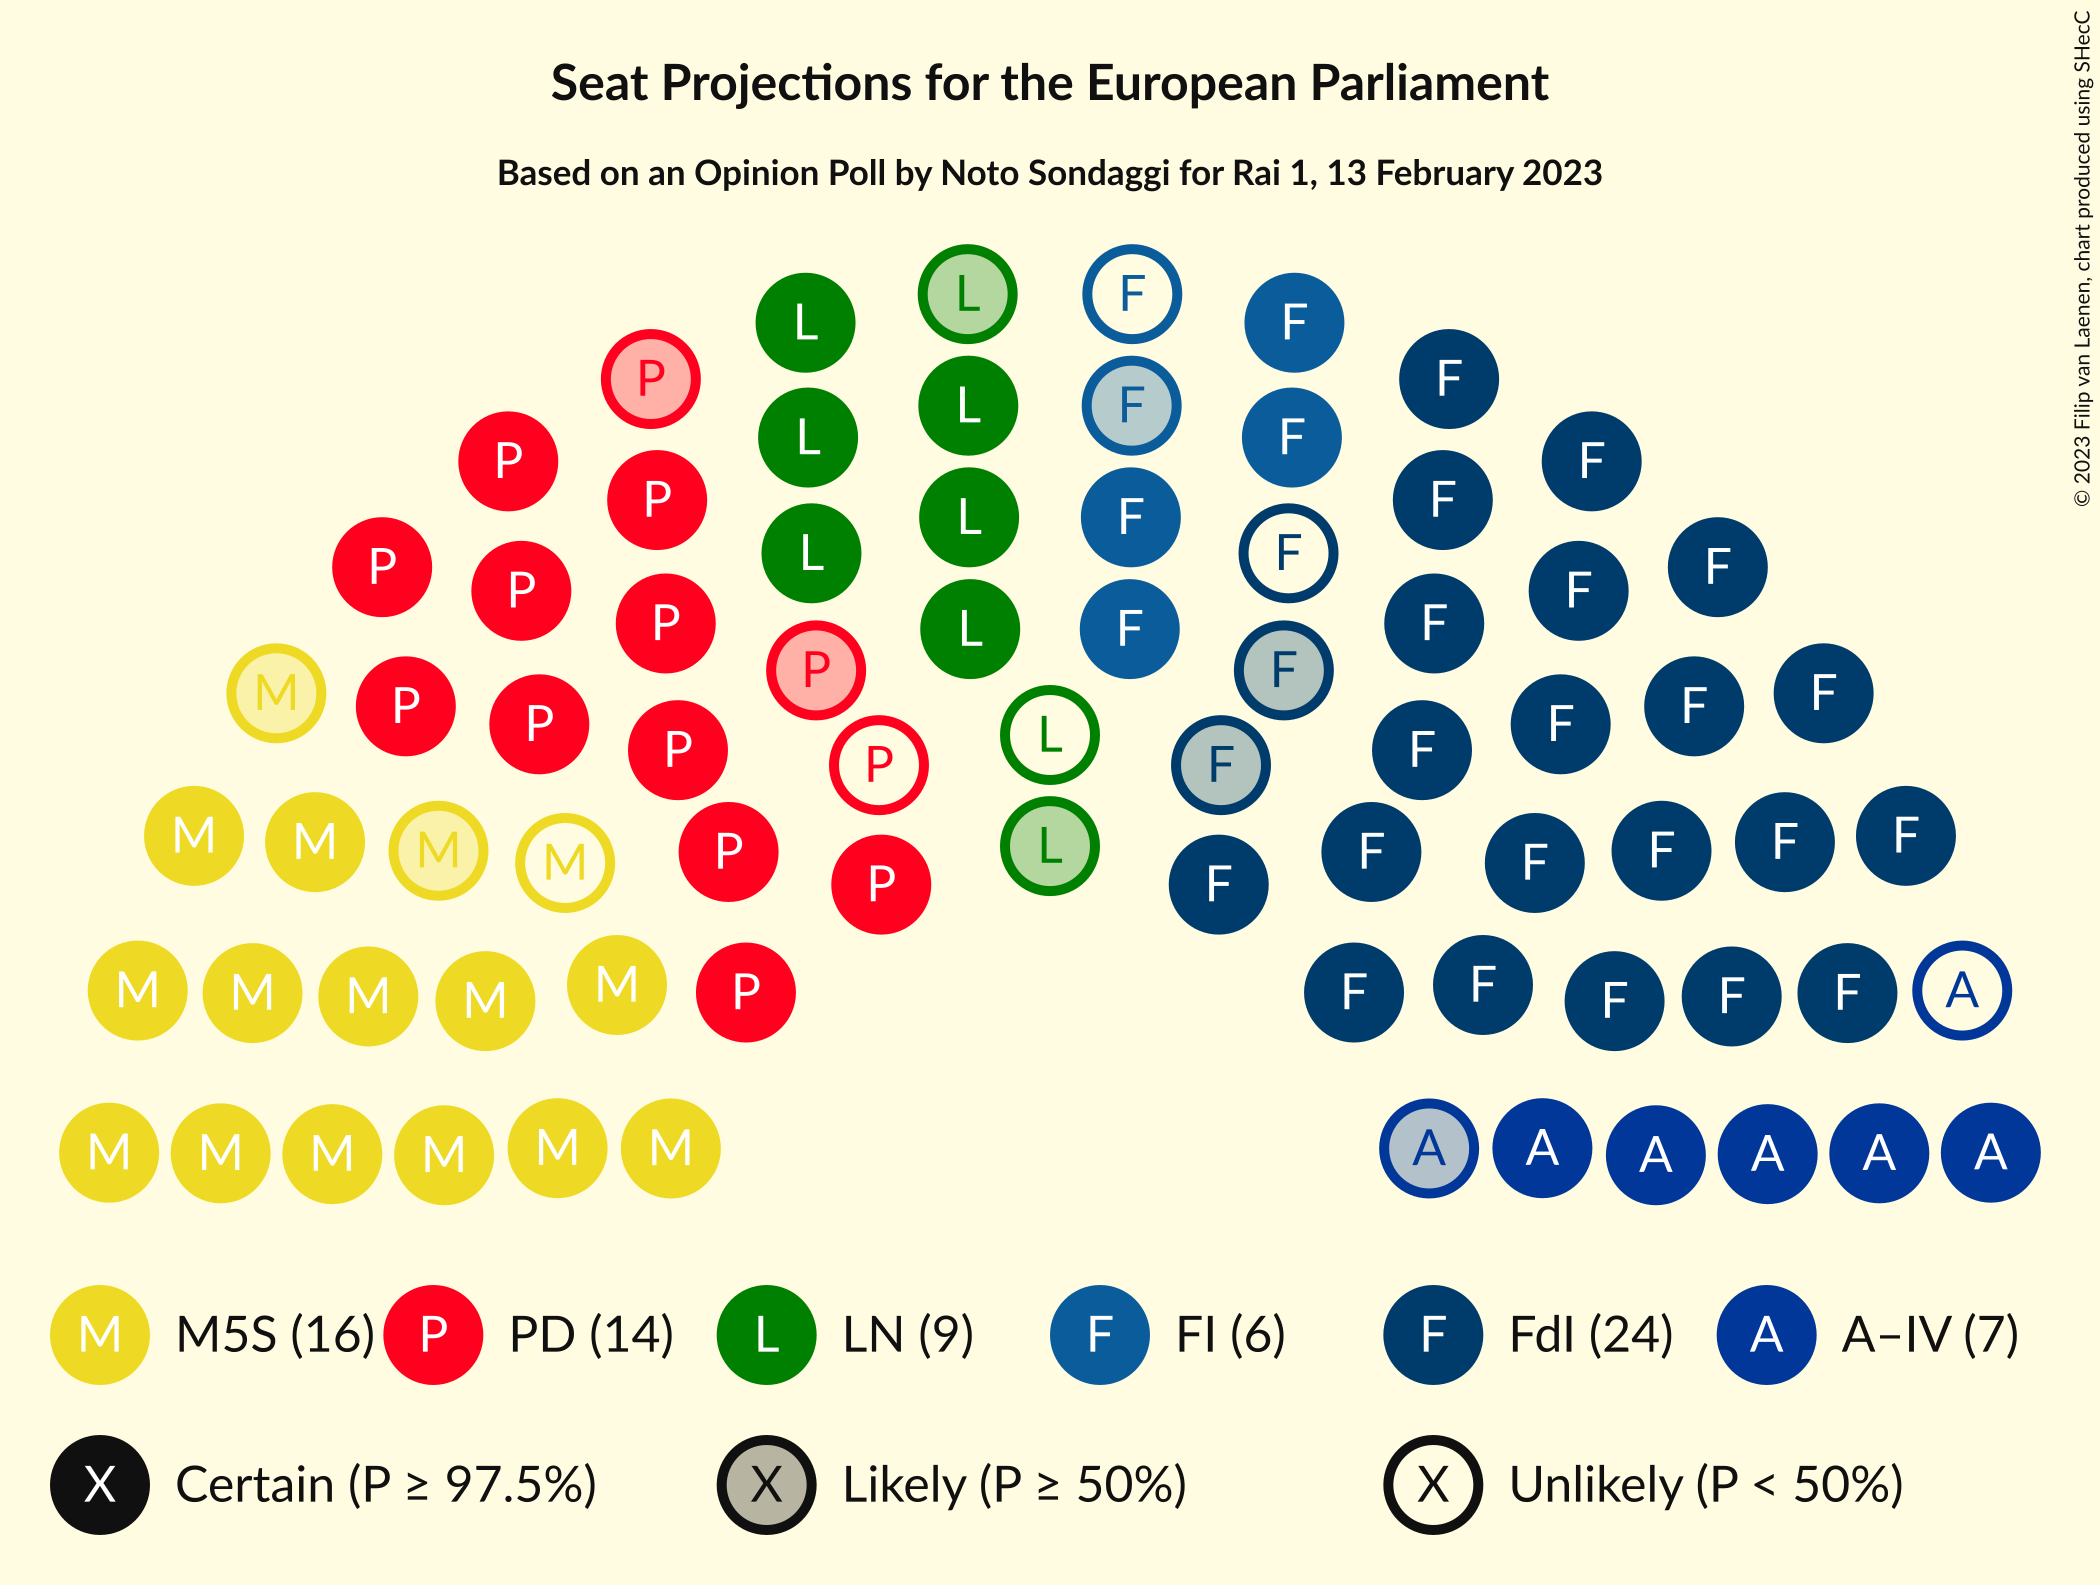 Seat Projections for the European Parliament
Based on an Opinion Poll by Noto Sondaggi for Rai 1, 13 February 2023
© 2023 Filip van Laenen, chart produced using SHecC
L F
L F
P F
L F
P F
L F
P F
L F
P F
L F
P F
P F
L F
P F
L F
P F
P F
M F
P F
P F
P F
L
P F
M F
M F
M F
M F
L
P F
P F
M F
P F
M F
M A
M F
M F
M F
M A
M A
M A
M A
M A
M A
M M5S (16) P PD (14) L LN (9) F FI (6) F FdI (24) A A–IV (7)
X Certain (P ≥ 97.5%) X Likely (P ≥ 50%) X Unlikely (P < 50%)